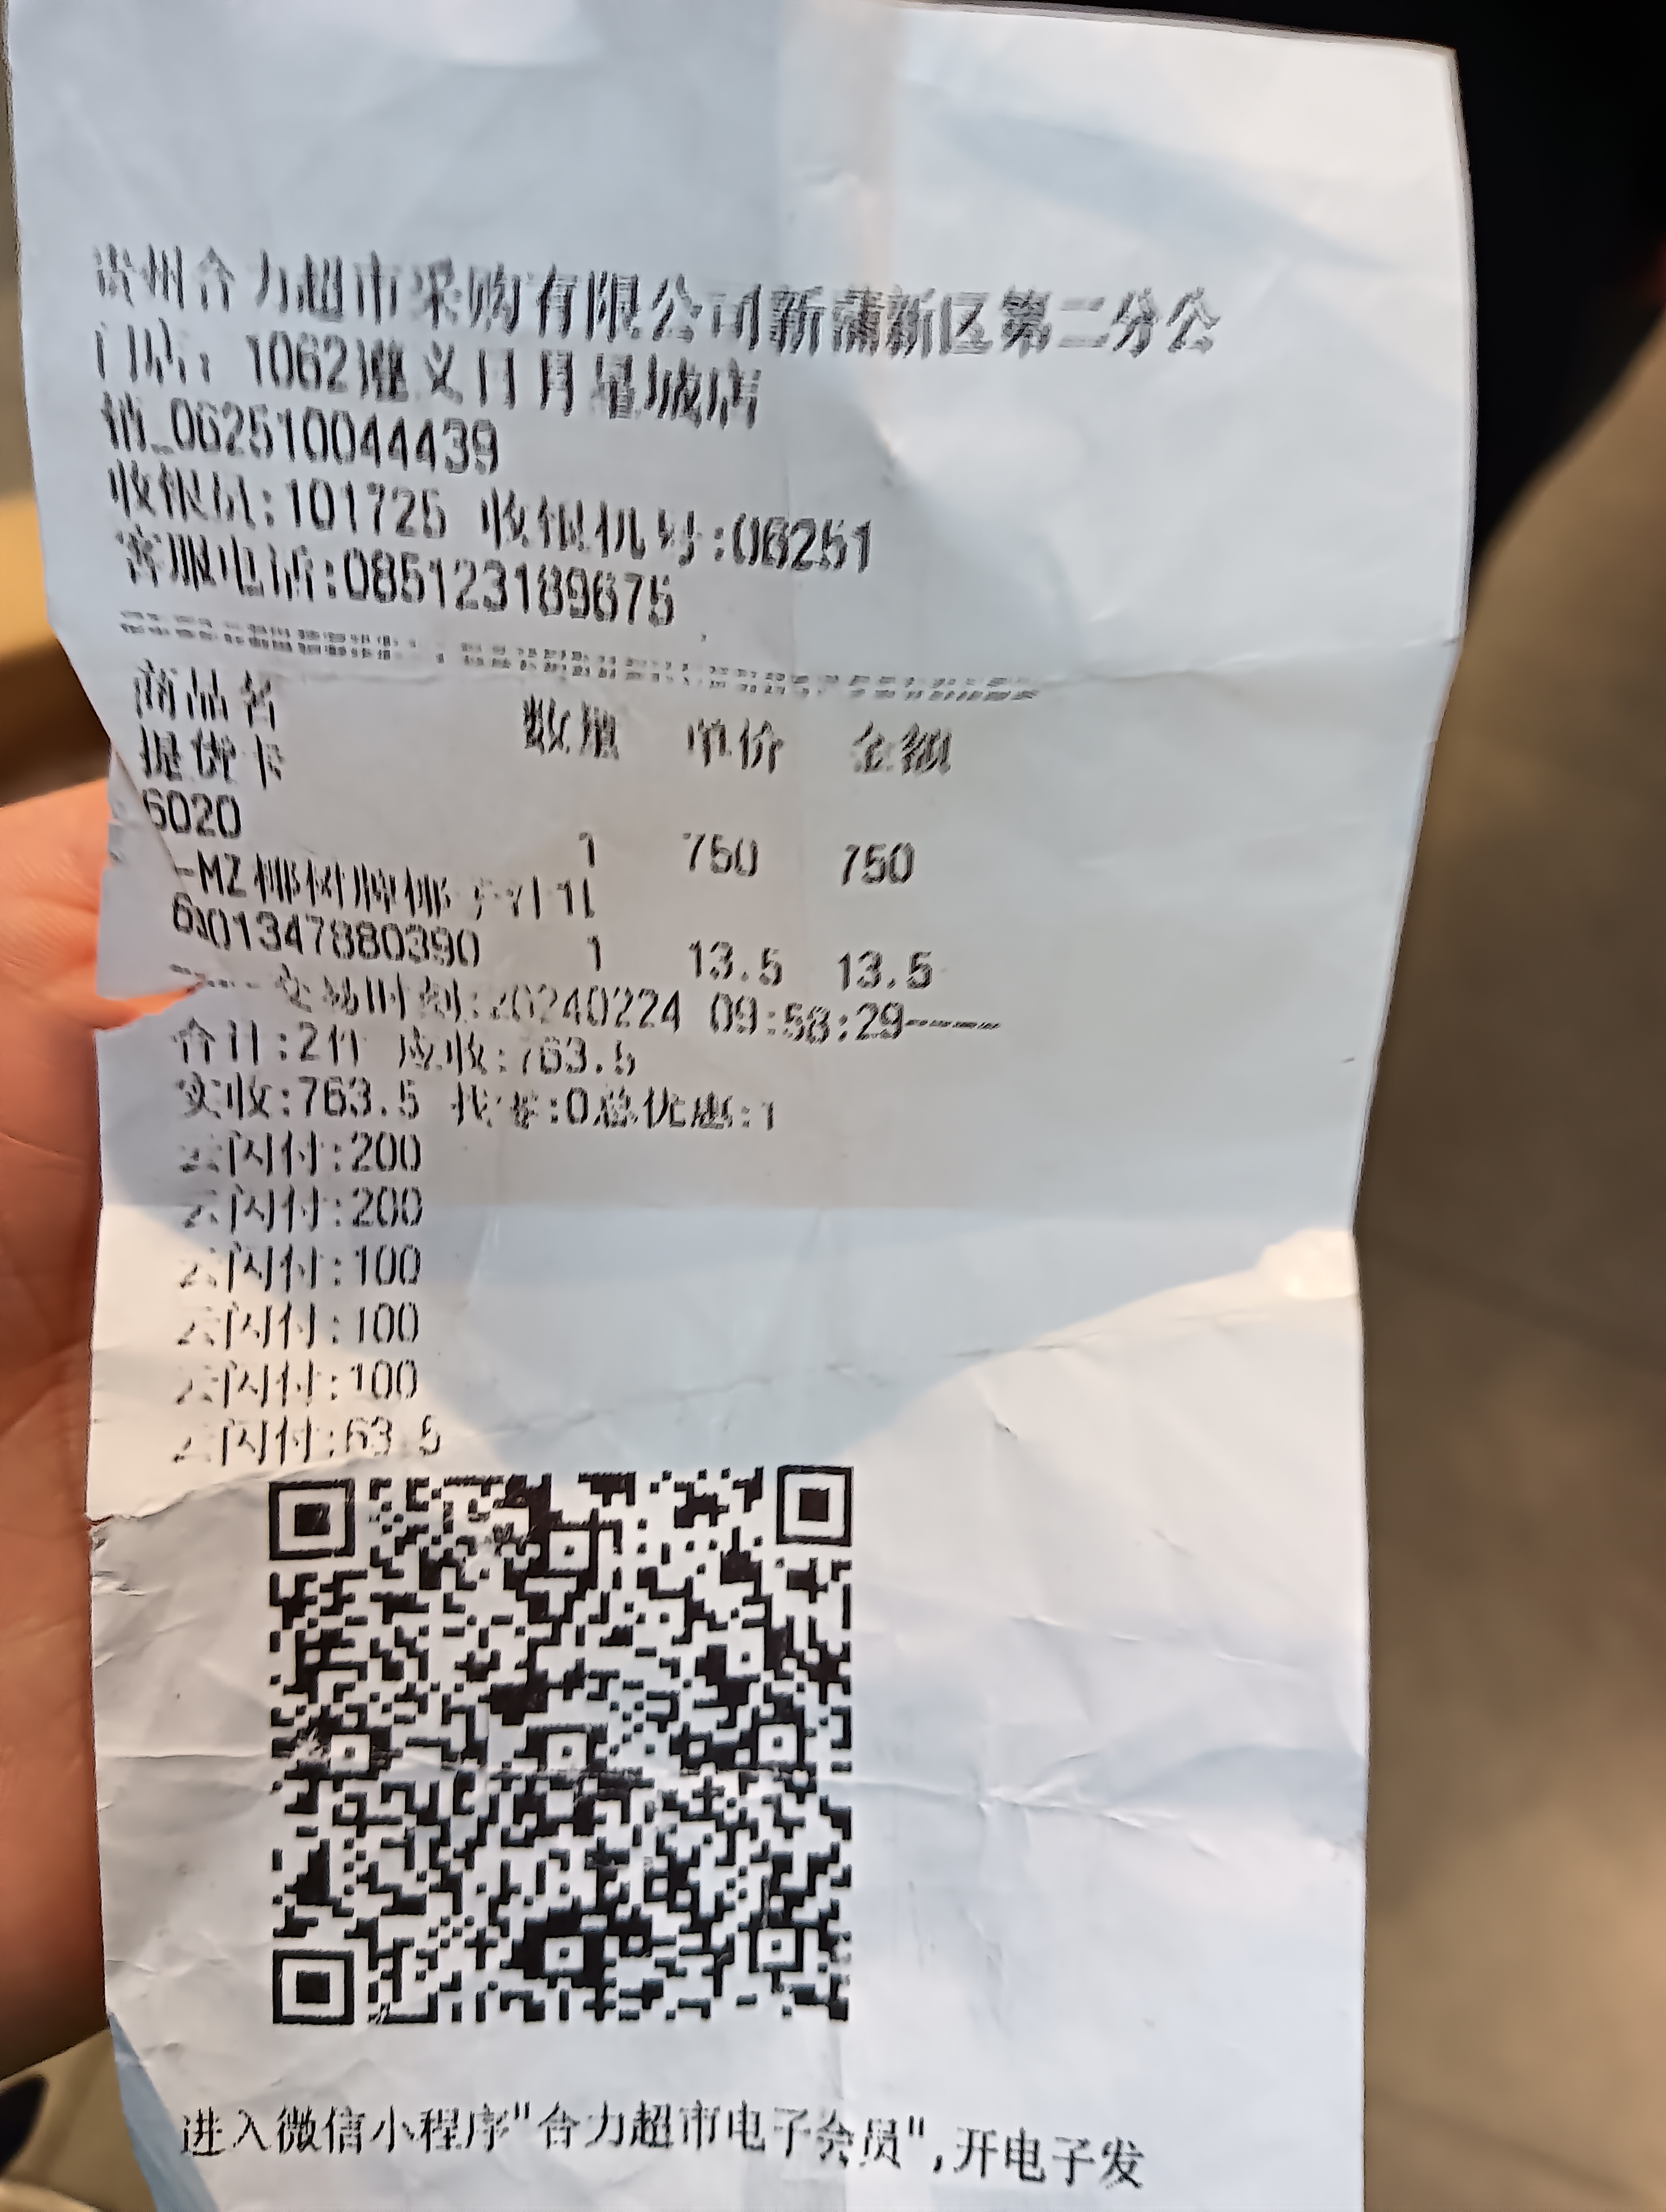 贵州合力超市采购有限公司新蒲新区第二分公
门店：1062遵义日月星城店
销_062510044439
收银员:101725 收银机号:06251
客服电话:085123189675
商品名 数量 单价 金额
提货卡
6020 1 750 750
-MZ椰树牌椰子汁1l
6901347880390 1 13.5 13.5
----交易时刻:20240224 09:58:29-----
合计:2件 应收:763.5
实收:763.5 找零:0总优惠:1
云闪付:200
云闪付:200
云闪付:100
云闪付:100
云闪付:100
云闪付:63.5
进入微信小程序"合力超市电子会员",开电子发